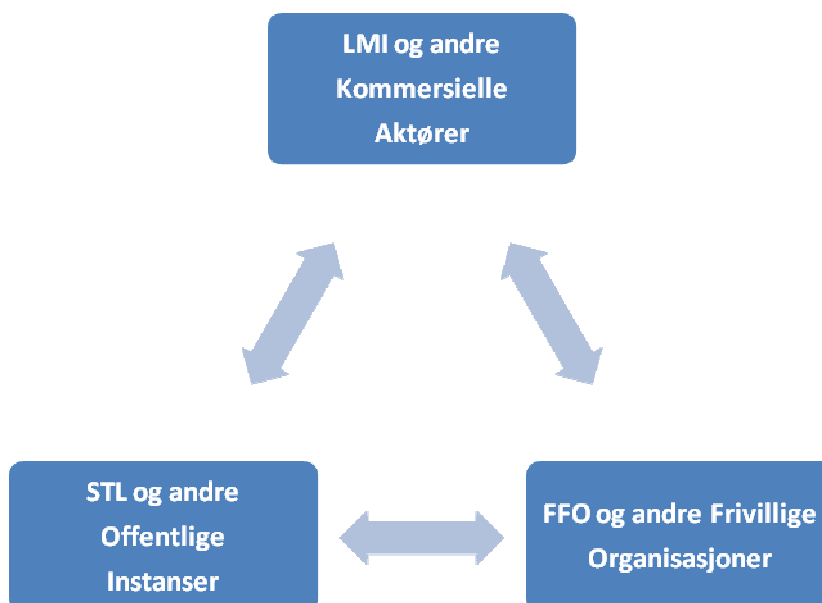 LMI og andre
Kommersielle
Aktører
STL og andre
Offentlige
Instanser
FFO og andre Frivillige
Organisasjoner